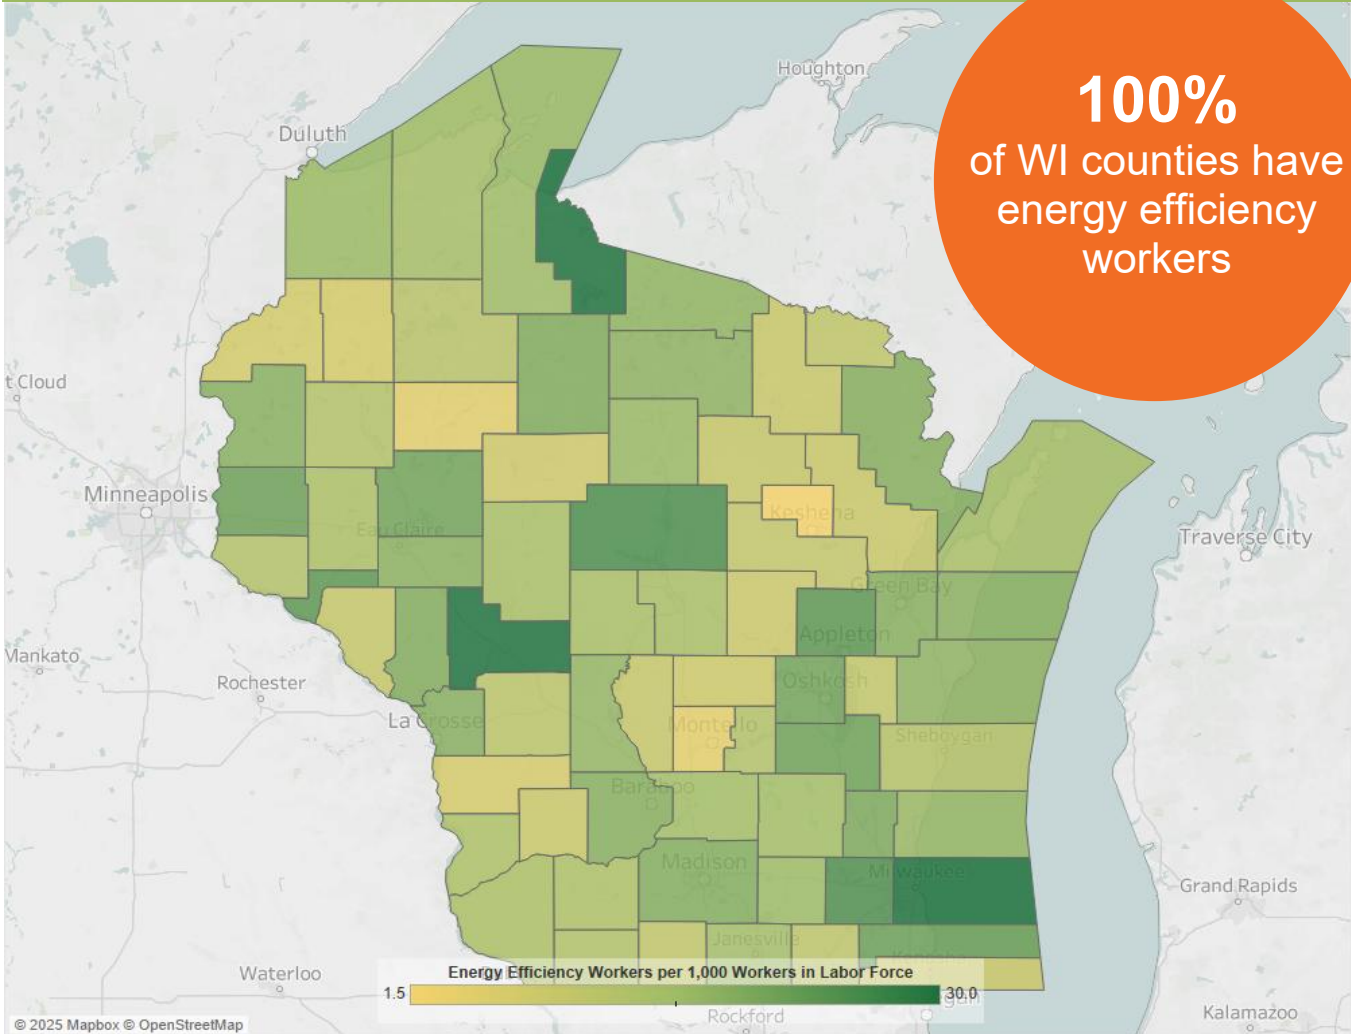 100%
of WI counties have
energy efficiency
workers
Houghton
Duluth
t Cloud
Minneapolis
Eau Claire
Keshena
Traverse City
Green Bay
Appleton
Mankato
Rochester
Oshkosh
La Crosse
Montello
Sheboygan
Baraboo
Madison
Milwaukee
Grand Rapids
Janesville
Kenosha
Waterloo
Energy Efficiency Workers per 1,000 Workers in Labor Force
1.5
30.0
gan
Rockford
Kalamazoo
© 2025 Mapbox © OpenStreetMap